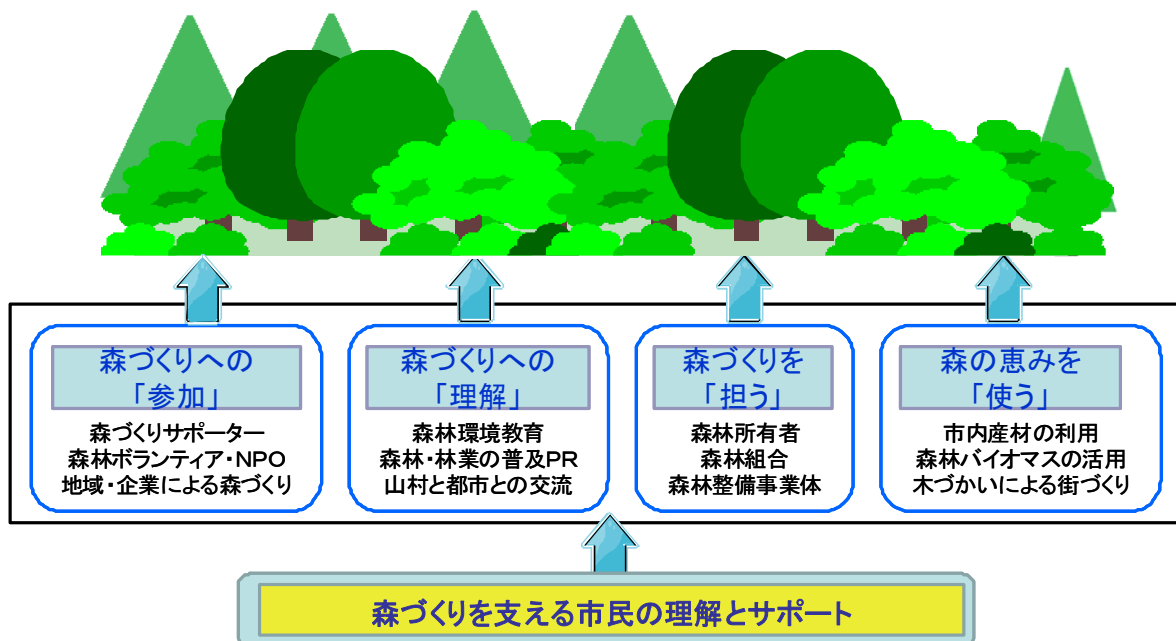 森づくりへの
「参加」
森づくりサポーター
森林ボランティア・NPO
地域・企業による森づくり
森づくりへの
「理解」
森林環境教育
森林・林業の普及PR
山村と都市との交流
森づくりを
「担う」
森林所有者
森林組合
森林整備事業体
森の恵みを
「使う」
市内産材の利用
森林バイオマスの活用
木づかいによる街づくり
森づくりを支える市民の理解とサポート